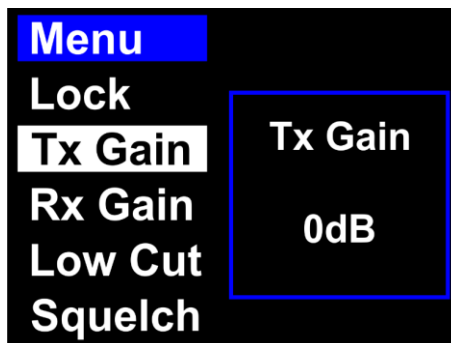 Menu
Lock
Tx Gain
Rx Gain
Low Cut
Squelch
Tx Gain
0dB